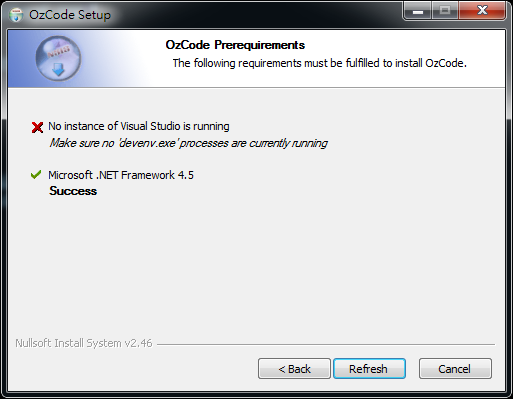 OzCode Setup
OzCode Prerequirements
The following requirements must be fulfilled to install OzCode.
No instance of Visual Studio is running
Make sure no 'devenv.exe' processes are currently running
Microsoft .NET Framework 4.5
Success
Nullsoft Install System v2.46
< Back
Refresh
Cancel